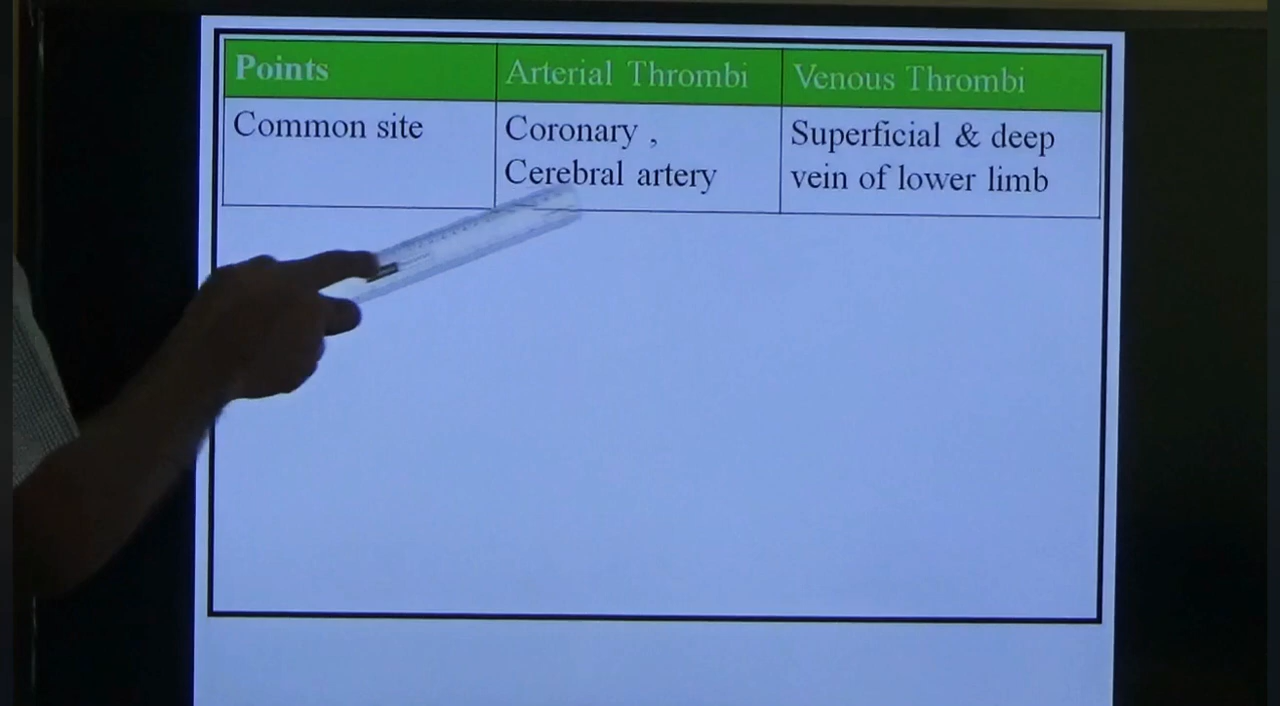 Points
Arterial Thrombi
Venous Thrombi
Common site
Coronary ,
Cerebral artery
Superficial & deep
vein of lower limb